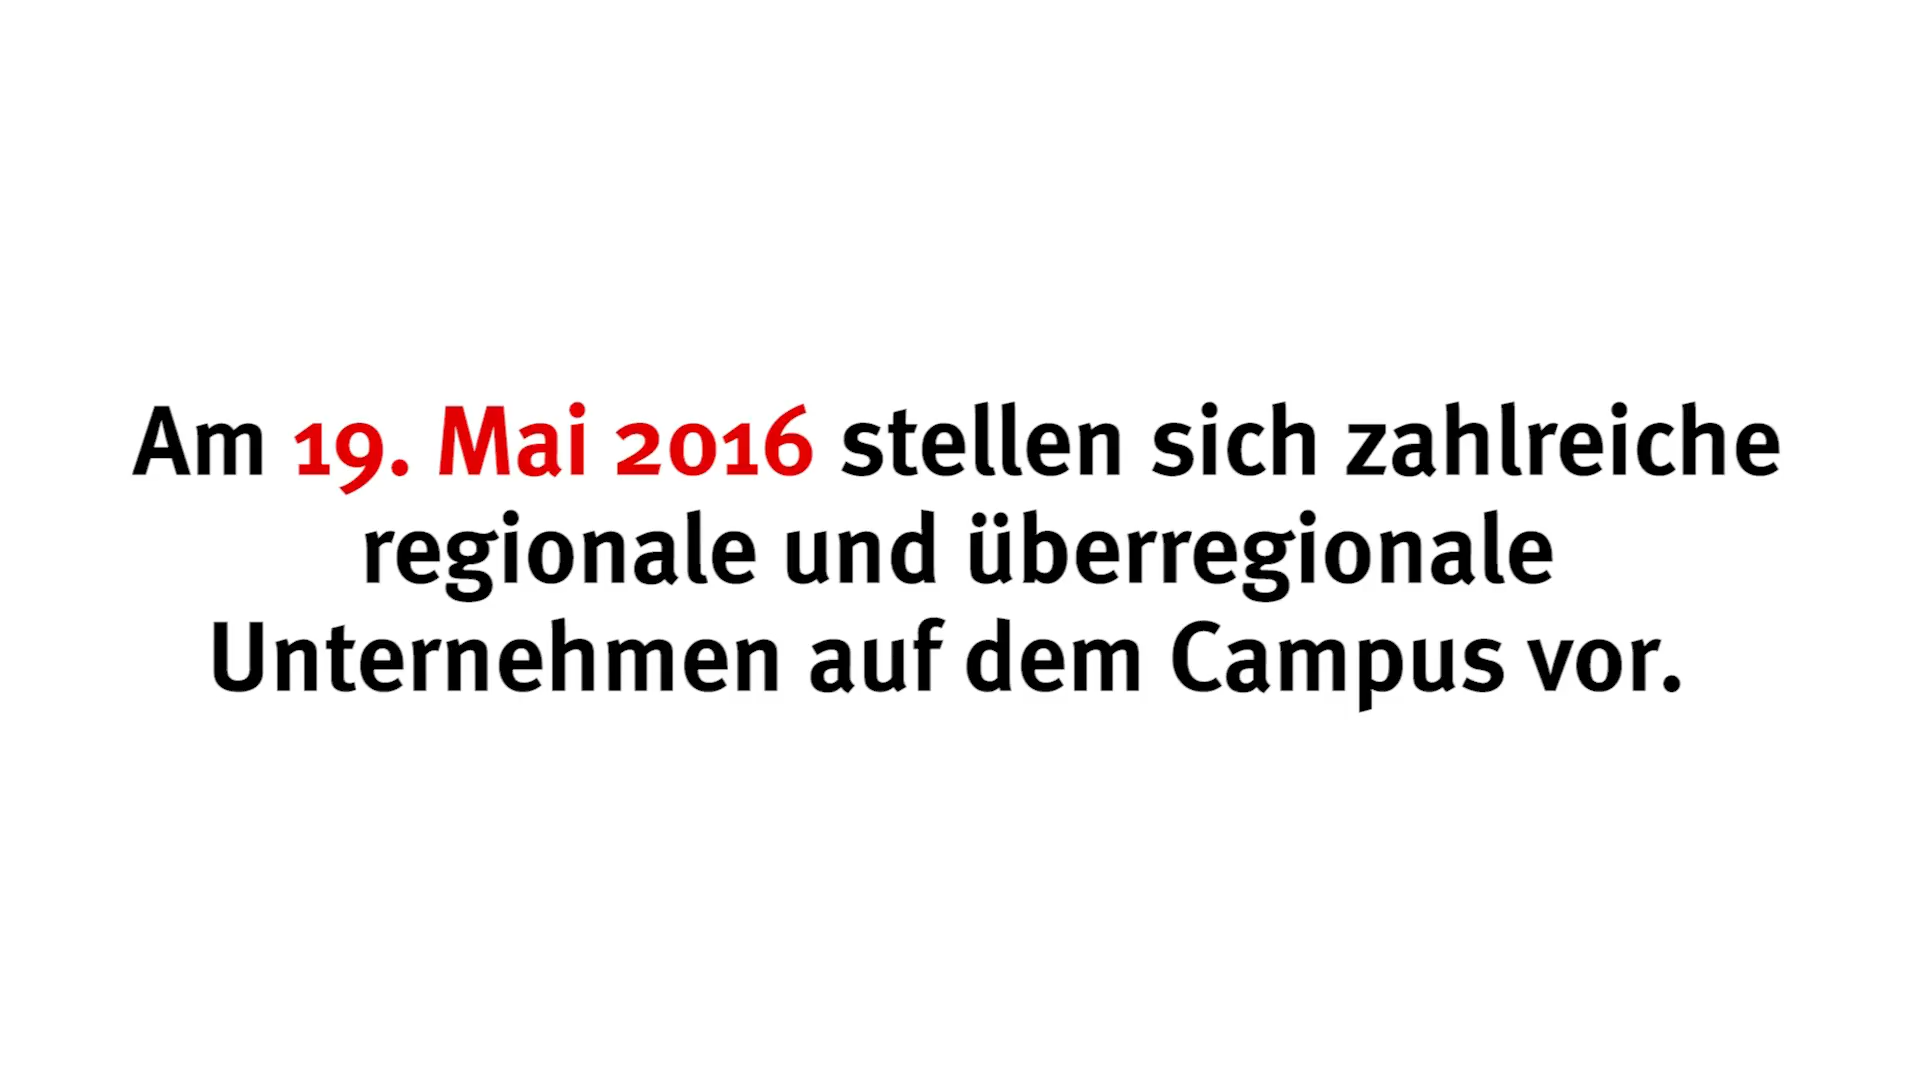 Am 19. Mai 2016 stellen sich zahlreiche
regionale und überregionale
Unternehmen auf dem Campus vor.